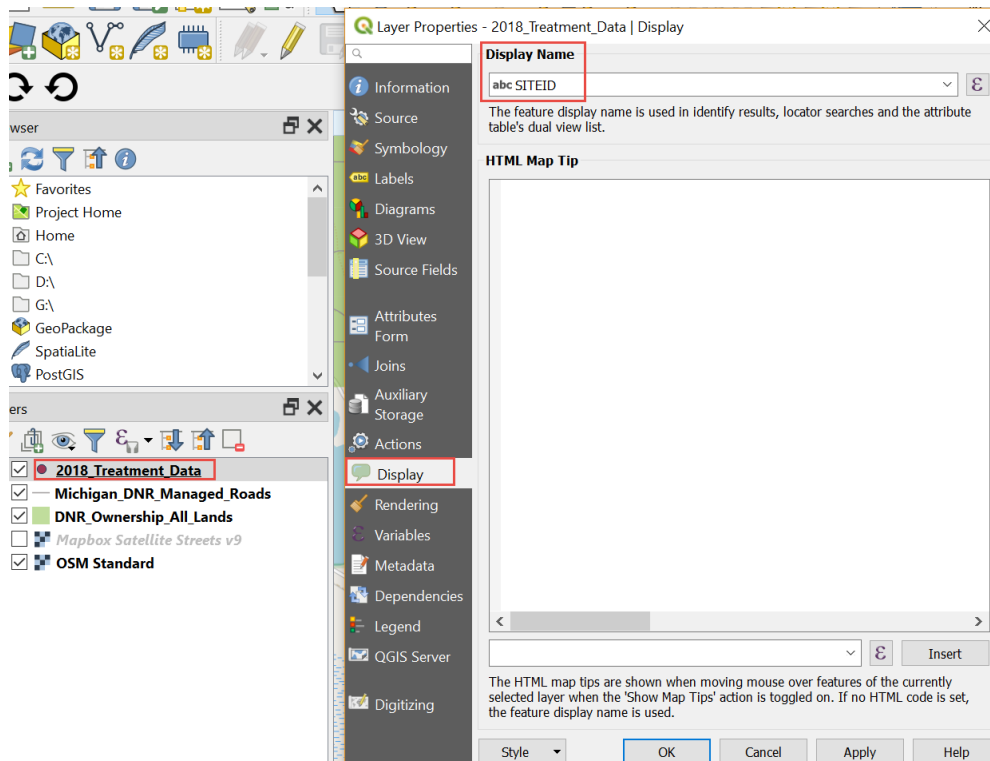 Layer Properties - 2018_Treatment_Data | Display
Display Name
abc SITEID
ε
The feature display name is used in identify results, locator searches and the attribute
table's dual view list.
HTML Map Tip
Information
Source
Symbology
abc Labels
Diagrams
3D View
Source Fields
Attributes
Form
Joins
Auxiliary
Storage
Actions
Display
Rendering
Variables
Metadata
Dependencies
Legend
QGIS Server
Digitizing
wser
Favorites
Project Home
Home
C:\
D:\
G:\
GeoPackage
SpatiaLite
PostGIS
ers
2018_Treatment_Data
Michigan_DNR_Managed_Roads
DNR_Ownership_All_Lands
Mapbox Satellite Streets v9
OSM Standard
ε
Insert
The HTML map tips are shown when moving mouse over features of the currently
selected layer when the 'Show Map Tips' action is toggled on. If no HTML code is set,
the feature display name is used.
Style
OK
Cancel
Apply
Help